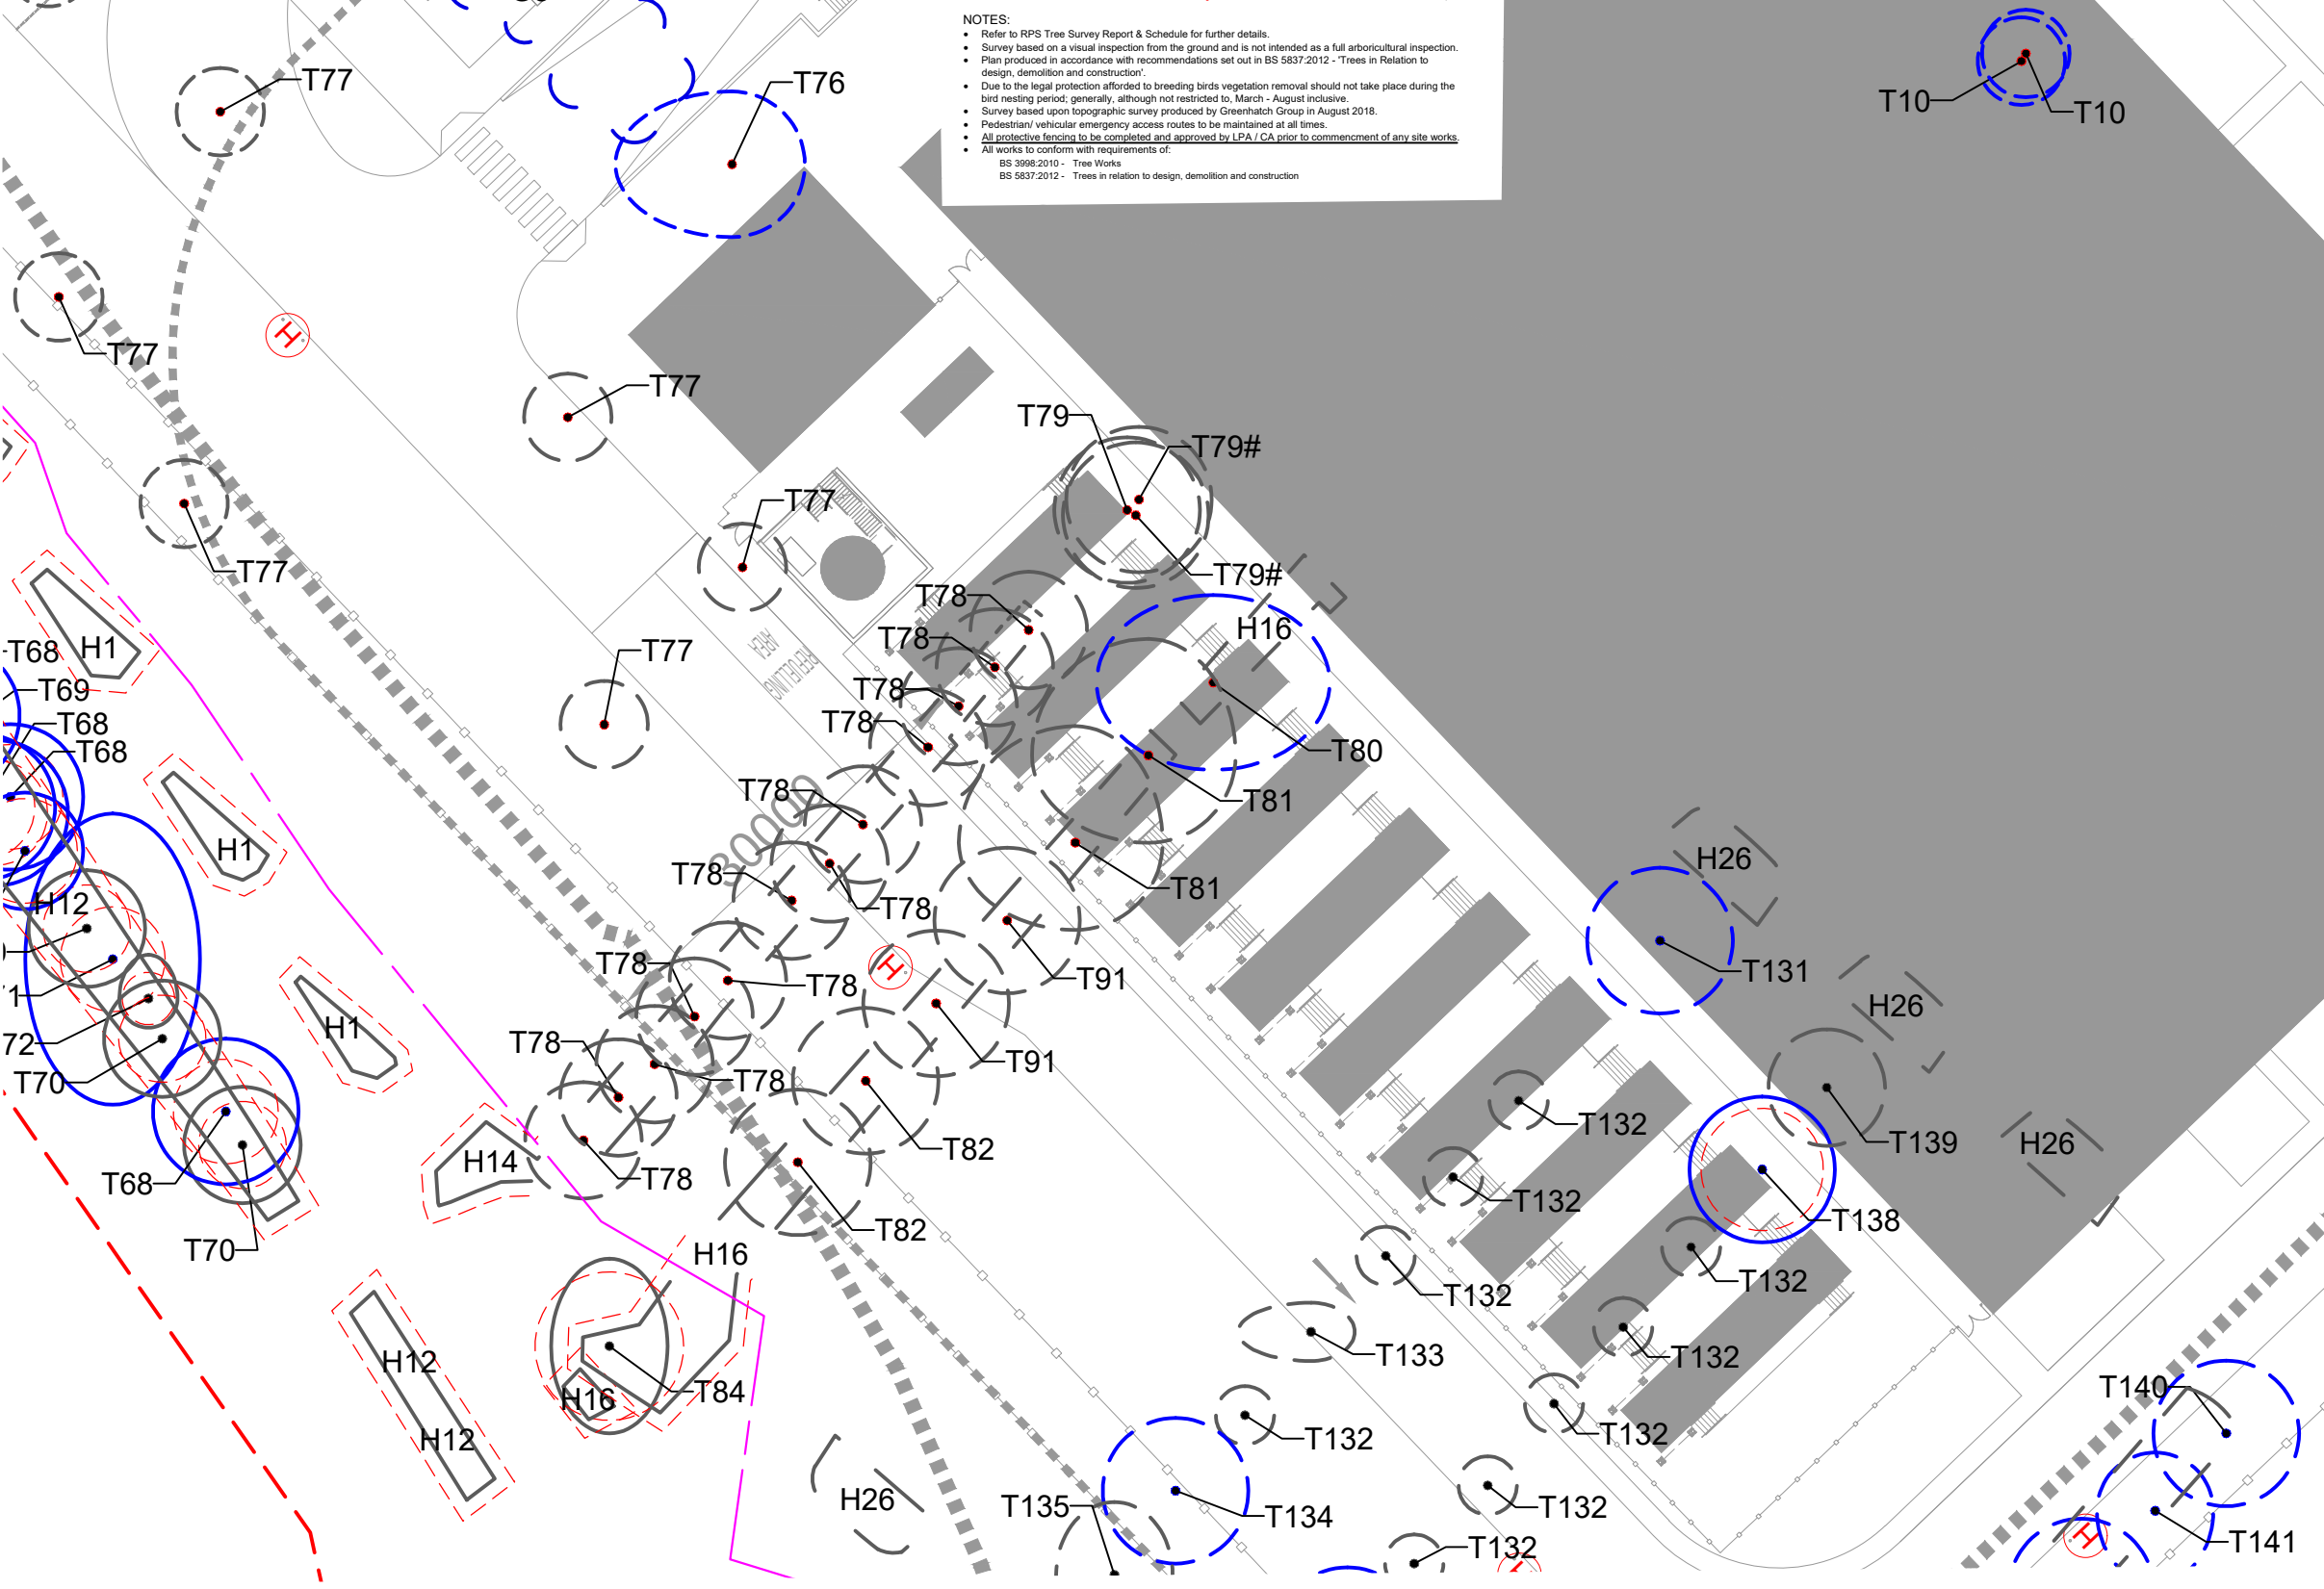 NOTES:
• Refer to RPS Tree Survey Report & Schedule for further details.
• Survey based on a visual inspection from the ground and is not intended as a full arboricultural inspection.
• Plan produced in accordance with recommendations set out in BS 5837:2012 - 'Trees in Relation to
design, demolition and construction'.
• Due to the legal protection afforded to breeding birds vegetation removal should not take place during the
bird nesting period; generally, although not restricted to, March - August inclusive.
• Survey based upon topographic survey produced by Greenhatch Group in August 2018.
• Pedestrian/ vehicular emergency access routes to be maintained at all times.
• All protective fencing to be completed and approved by LPA / CA prior to commencment of any site works.
• All works to conform with requirements of:
BS 3998:2010 - Tree Works
BS 5837:2012 - Trees in relation to design, demolition and construction
T77
T76
T10
T10
H
T77
T77
T79
T79#
T77
T77
T79#
T78
H16
T78
H1
T68
T77
REFUELING
AREA
T69
T78
T68
T78
T68
T80
T78
T81
30000
H1
H26
T78
T81
T78
H12
T78
H
T91
T131
T78
H26
H1
T78
72
T91
T70
T78
T132
T82
T139
H26
H14
T78
T68
T132
T138
T82
T70
H16
T132
T132
T133
T132
H12
H16
T84
T140
T132
T132
H12
H26
T135
T134
T132
H
T141
T132